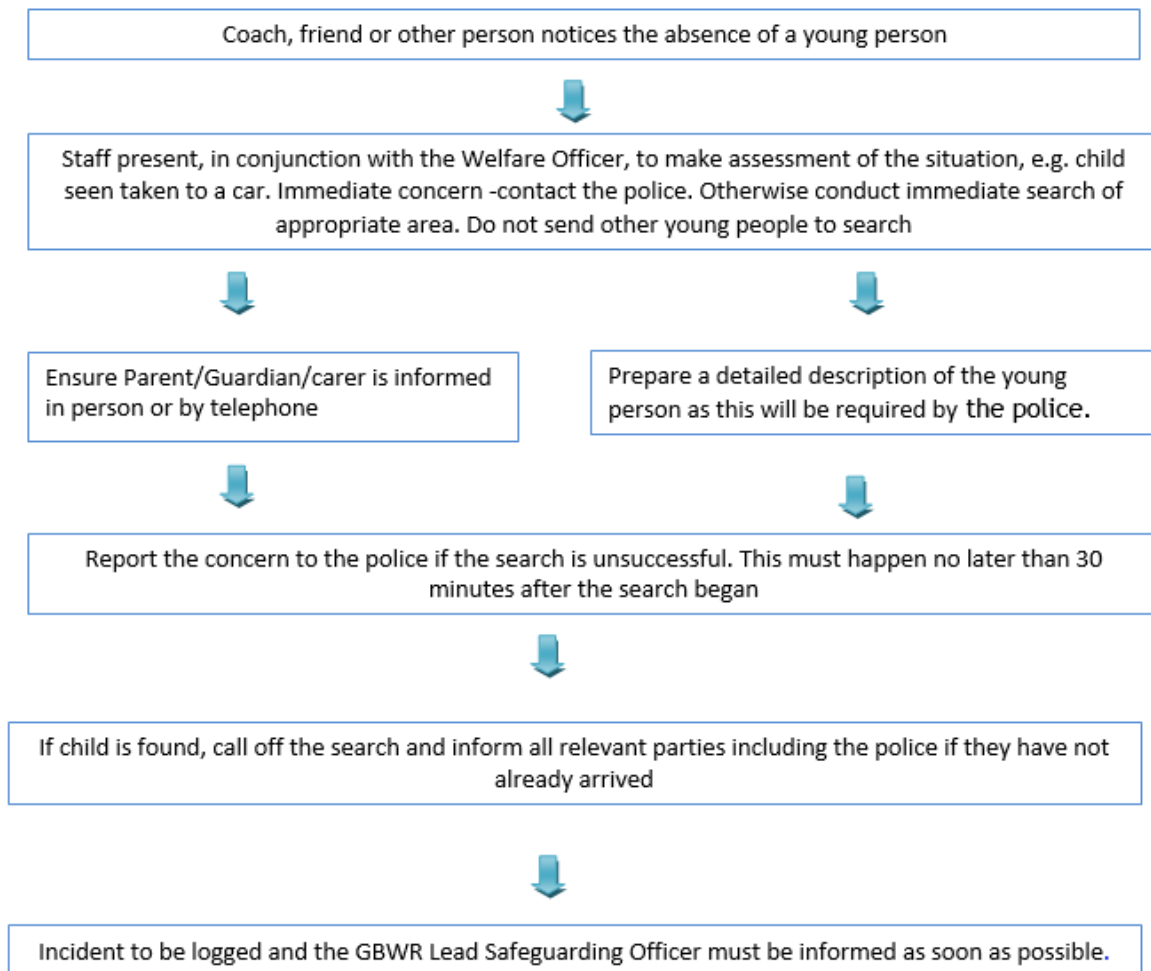 Coach, friend or other person notices the absence of a young person
Staff present, in conjunction with the Welfare Officer, to make assessment of the situation, e.g. child
seen taken to a car. Immediate concern -contact the police. Otherwise conduct immediate search of
appropriate area. Do not send other young people to search
Ensure Parent/Guardian/carer is informed
in person or by telephone
Prepare a detailed description of the young
person as this will be required by the police.
Report the concern to the police if the search is unsuccessful. This must happen no later than 30
minutes after the search began
If child is found, call off the search and inform all relevant parties including the police if they have not
already arrived
Incident to be logged and the GBWR Lead Safeguarding Officer must be informed as soon as possible.